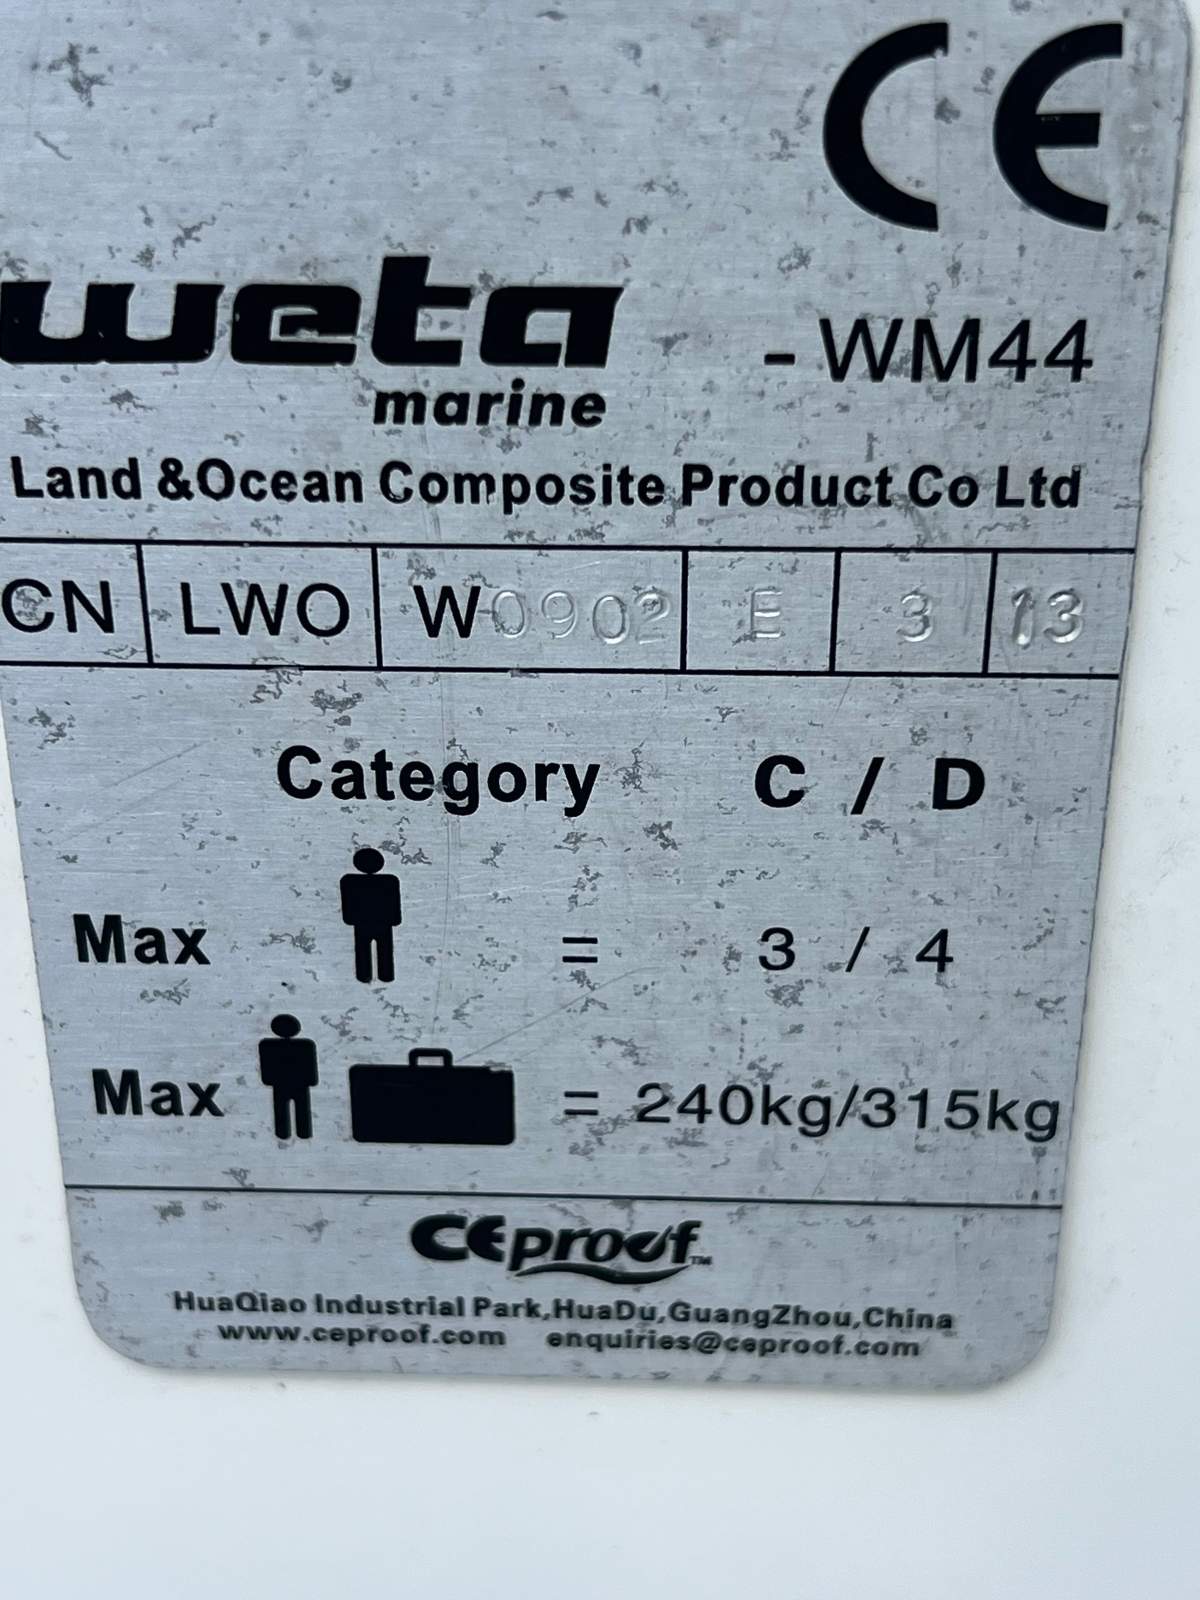 CE
weta
marine
-WM44
Land &Ocean Composite Product Co Ltd
CN LWO W0902 E 3 13
Category C / D
Max = 3 / 4
Max = 240kg/315kg
CEproof™
HuaQiao Industrial Park,HuaDu,GuangZhou,China
www.ceproof.com enquiries@ceproof.com